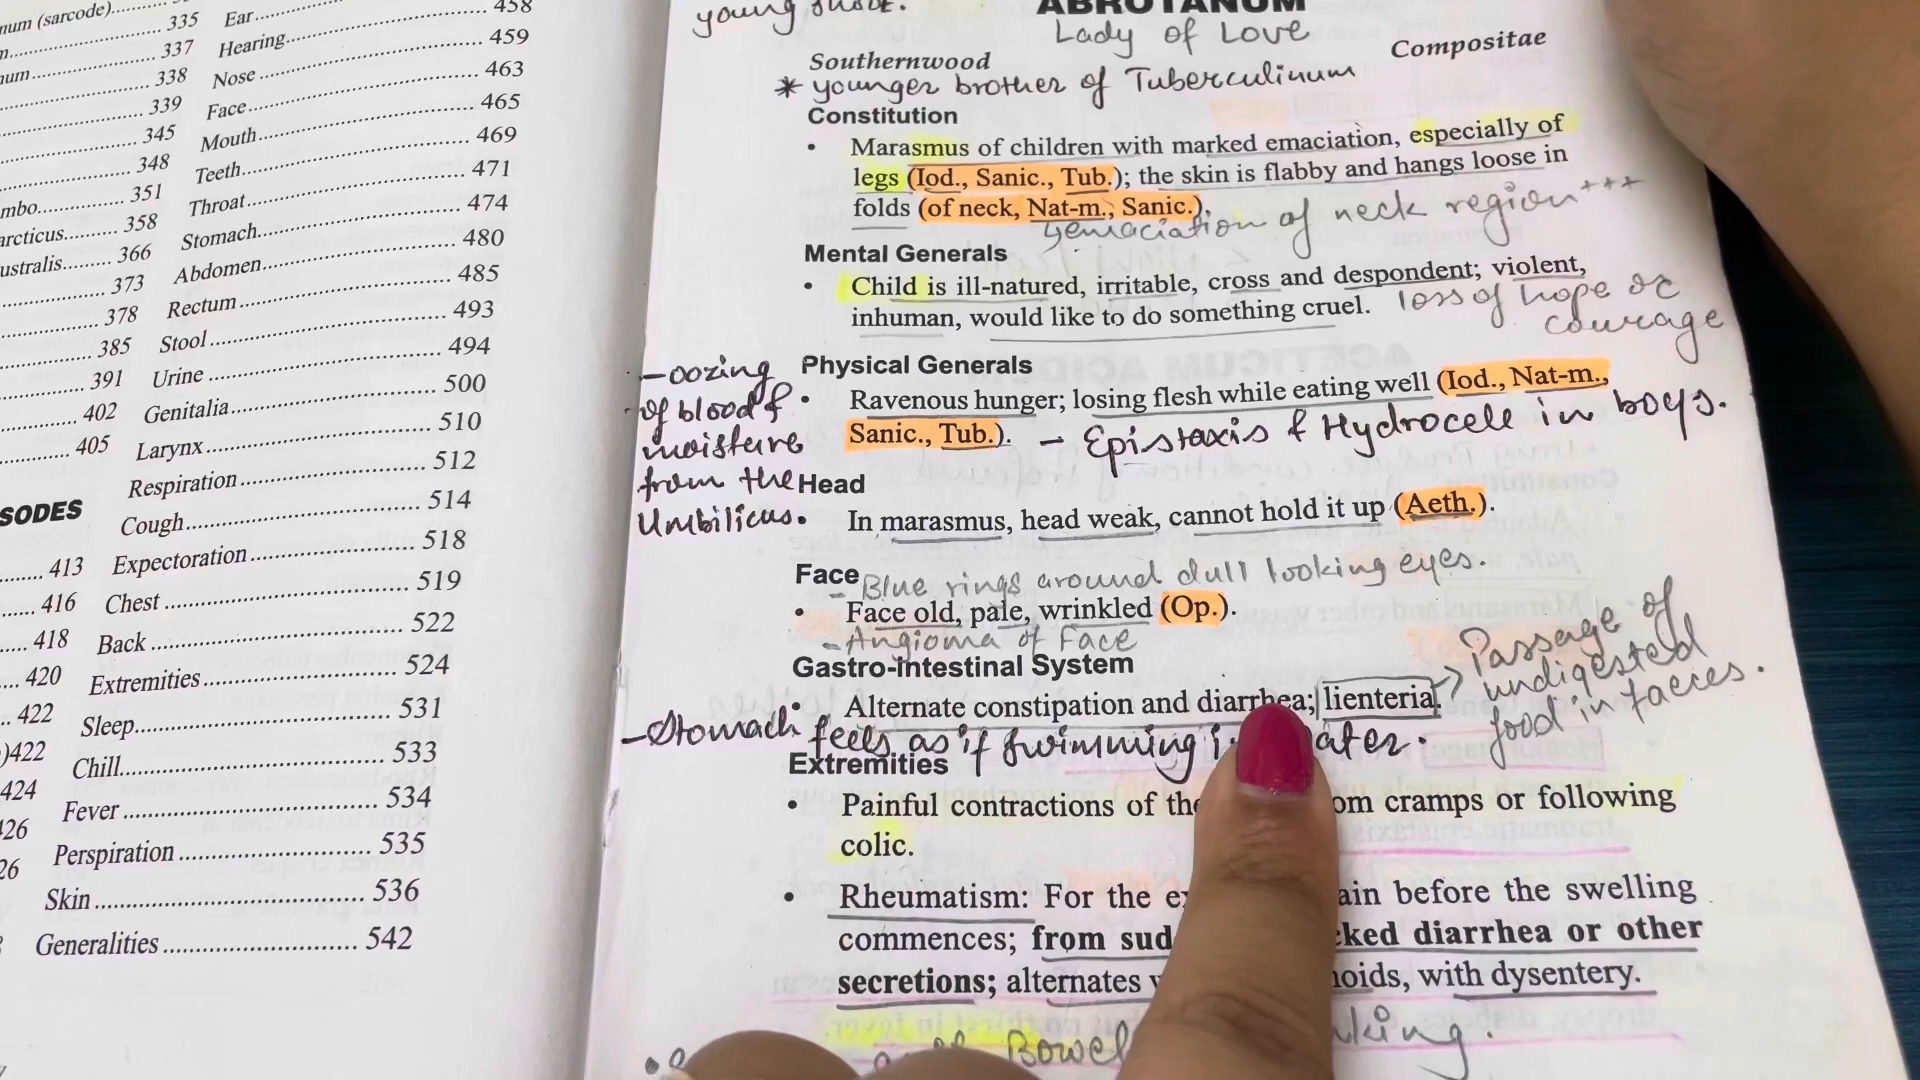 (sarcode)
335
337
338
339
345
348
351
arcticus 358
ustralis 366
373
378
385
391
402
405
SODES
413
416
418
420
422
)422
424
426
26
Ear 458
Hearing 459
Nose 463
Face 465
Mouth 469
Teeth 471
Throat 474
Stomach 480
Abdomen 485
Rectum 493
Stool 494
Urine 500
Genitalia 510
Larynx 512
Respiration 514
Cough 518
Expectoration 519
Chest 522
Back 524
Extremities 531
Sleep 533
Chill 534
Fever 535
Perspiration 536
Skin 542
Generalities
young
ABROTANUM
Lady of Love
Southernwood Compositae
* younger brother of Tuberculinum
Constitution
• Marasmus of children with marked emaciation, especially of
legs (Iod., Sanic., Tub.); the skin is flabby and hangs loose in
folds (of neck, Nat-m., Sanic.).
emaciation of neck region +++
Mental Generals
• Child is ill-natured, irritable, cross and despondent; violent,
inhuman, would like to do something cruel. loss of hope or
courage
Physical Generals
• Ravenous hunger; losing flesh while eating well (Iod., Nat-m.,
Sanic., Tub.). - Epistaxis & Hydrocele in boys.
- oozing
of blood &
moisture
from the
Umbilicus.
Head
• In marasmus, head weak, cannot hold it up (Aeth.).
Face
- Blue rings around dull looking eyes.
• Face old, pale, wrinkled (Op.).
- Angioma of Face
Gastro-Intestinal System
• Alternate constipation and diarrhea; lienteria.
→ Passage of
undigested
food in faeces.
- Stomach feels as if swimming
Extremities
• Painful contractions of the om cramps or following
colic.
• Rheumatism: For the ain before the swelling
commences; from sud cked diarrhea or other
secretions; alternates noids, with dysentery.
Bowel king.